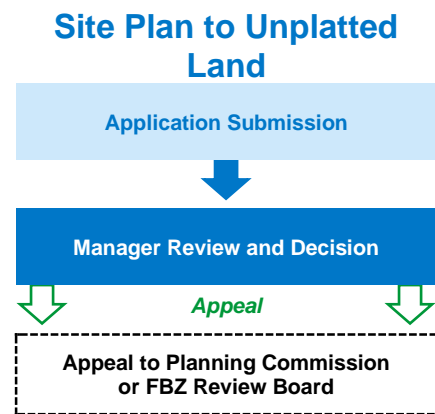 Site Plan to Unplatted
Land
Application Submission
Manager Review and Decision
Appeal
Appeal to Planning Commission
or FBZ Review Board